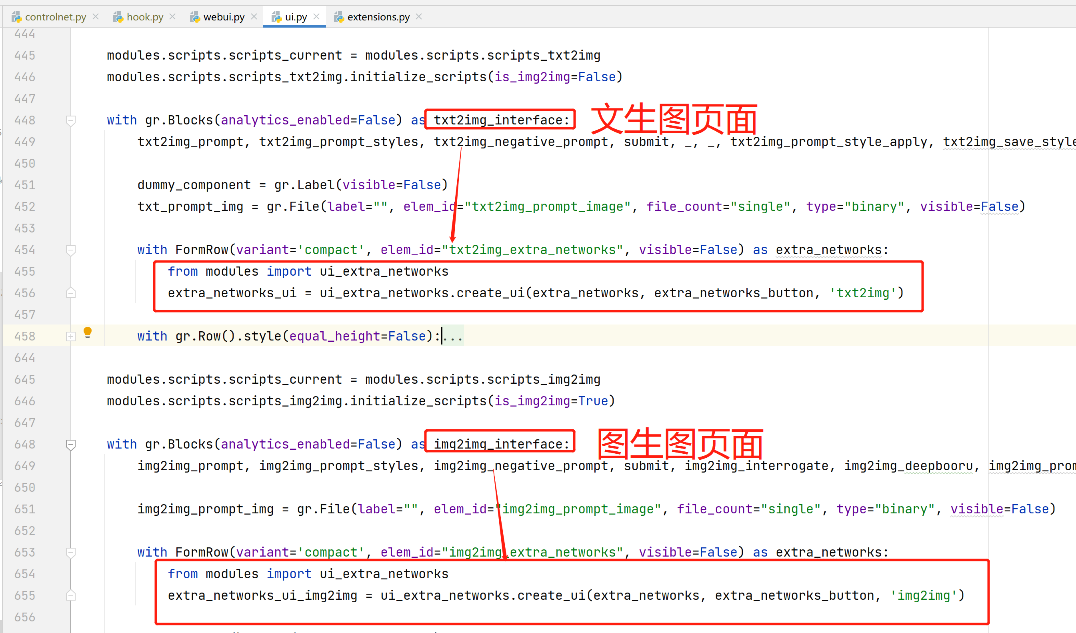 controlnet.py hook.py webui.py ui.py extensions.py
444
445 modules.scripts.scripts_current = modules.scripts.scripts_txt2img
446 modules.scripts.scripts_txt2img.initialize_scripts(is_img2img=False)
447
448 with gr.Blocks(analytics_enabled=False) as txt2img_interface: 文生图页面
449 txt2img_prompt, txt2img_prompt_styles, txt2img_negative_prompt, submit, _, _, txt2img_prompt_style_apply, txt2img_save_style
450
451 dummy_component = gr.Label(visible=False)
452 txt_prompt_img = gr.File(label="", elem_id="txt2img_prompt_image", file_count="single", type="binary", visible=False)
453
454 with FormRow(variant='compact', elem_id="txt2img_extra_networks", visible=False) as extra_networks:
455 from modules import ui_extra_networks
456 extra_networks_ui = ui_extra_networks.create_ui(extra_networks, extra_networks_button, 'txt2img')
457
458 with gr.Row().style(equal_height=False):...
644
645 modules.scripts.scripts_current = modules.scripts.scripts_img2img
646 modules.scripts.scripts_img2img.initialize_scripts(is_img2img=True)
647
648 with gr.Blocks(analytics_enabled=False) as img2img_interface: 图生图页面
649 img2img_prompt, img2img_prompt_styles, img2img_negative_prompt, submit, img2img_interrogate, img2img_deepbooru, img2img_prom
650
651 img2img_prompt_img = gr.File(label="", elem_id="img2img_prompt_image", file_count="single", type="binary", visible=False)
652
653 with FormRow(variant='compact', elem_id="img2img_extra_networks", visible=False) as extra_networks:
654 from modules import ui_extra_networks
655 extra_networks_ui_img2img = ui_extra_networks.create_ui(extra_networks, extra_networks_button, 'img2img')
656